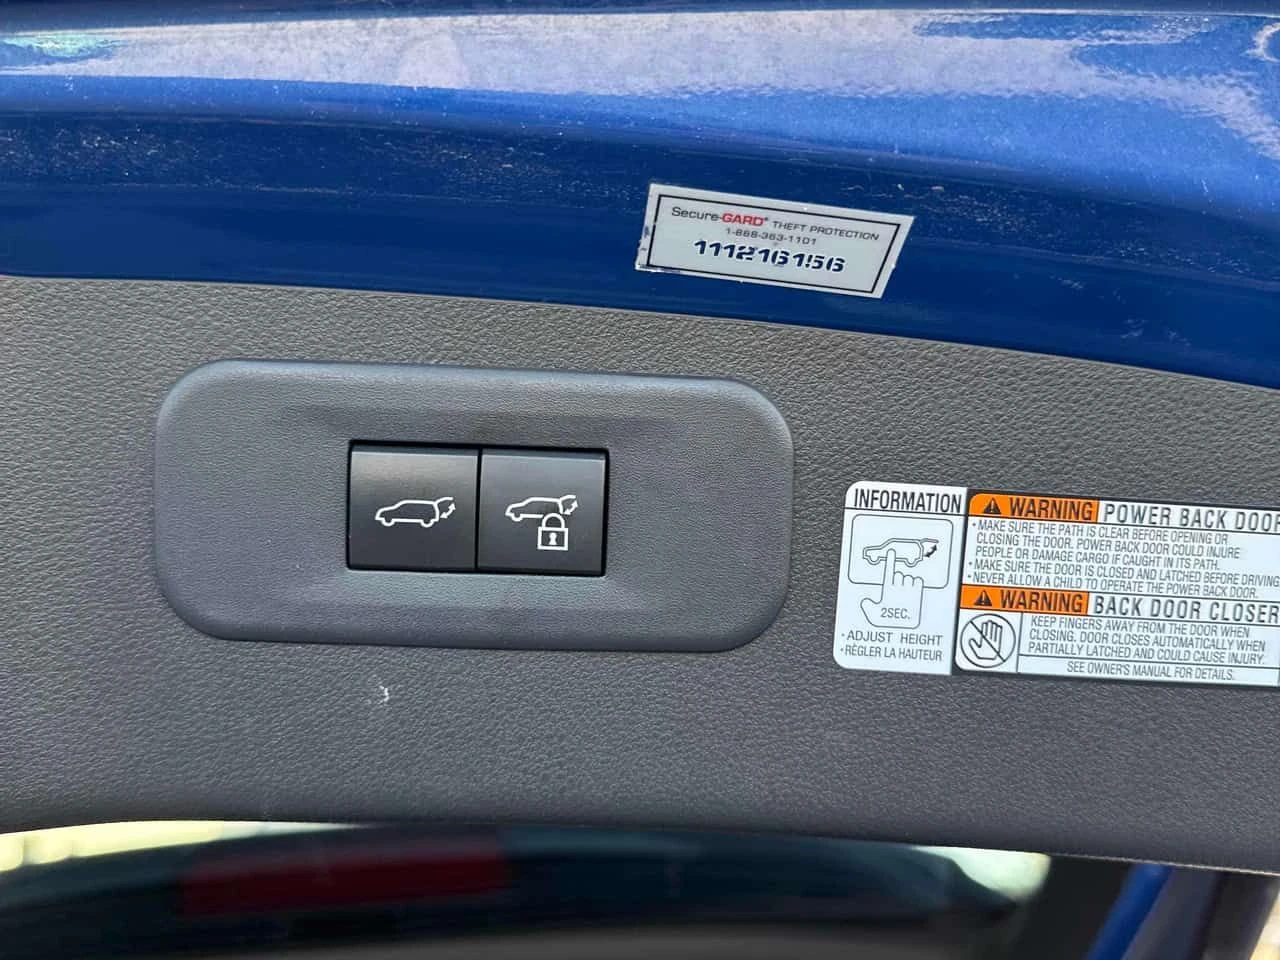 Secure-GARD® THEFT PROTECTION
1-888-363-1101
111216156
INFORMATION
2SEC.
· ADJUST HEIGHT
· RÈGLER LA HAUTEUR
WARNING POWER BACK DOOR
• MAKE SURE THE PATH IS CLEAR BEFORE OPENING OR
CLOSING THE DOOR. POWER BACK DOOR COULD INJURE
PEOPLE OR DAMAGE CARGO IF CAUGHT IN ITS PATH.
• MAKE SURE THE DOOR IS CLOSED AND LATCHED BEFORE DRIVING.
• NEVER ALLOW A CHILD TO OPERATE THE POWER BACK DOOR.
WARNING BACK DOOR CLOSER
KEEP FINGERS AWAY FROM THE DOOR WHEN
CLOSING. DOOR CLOSES AUTOMATICALLY WHEN
PARTIALLY LATCHED AND COULD CAUSE INJURY.
SEE OWNER'S MANUAL FOR DETAILS.